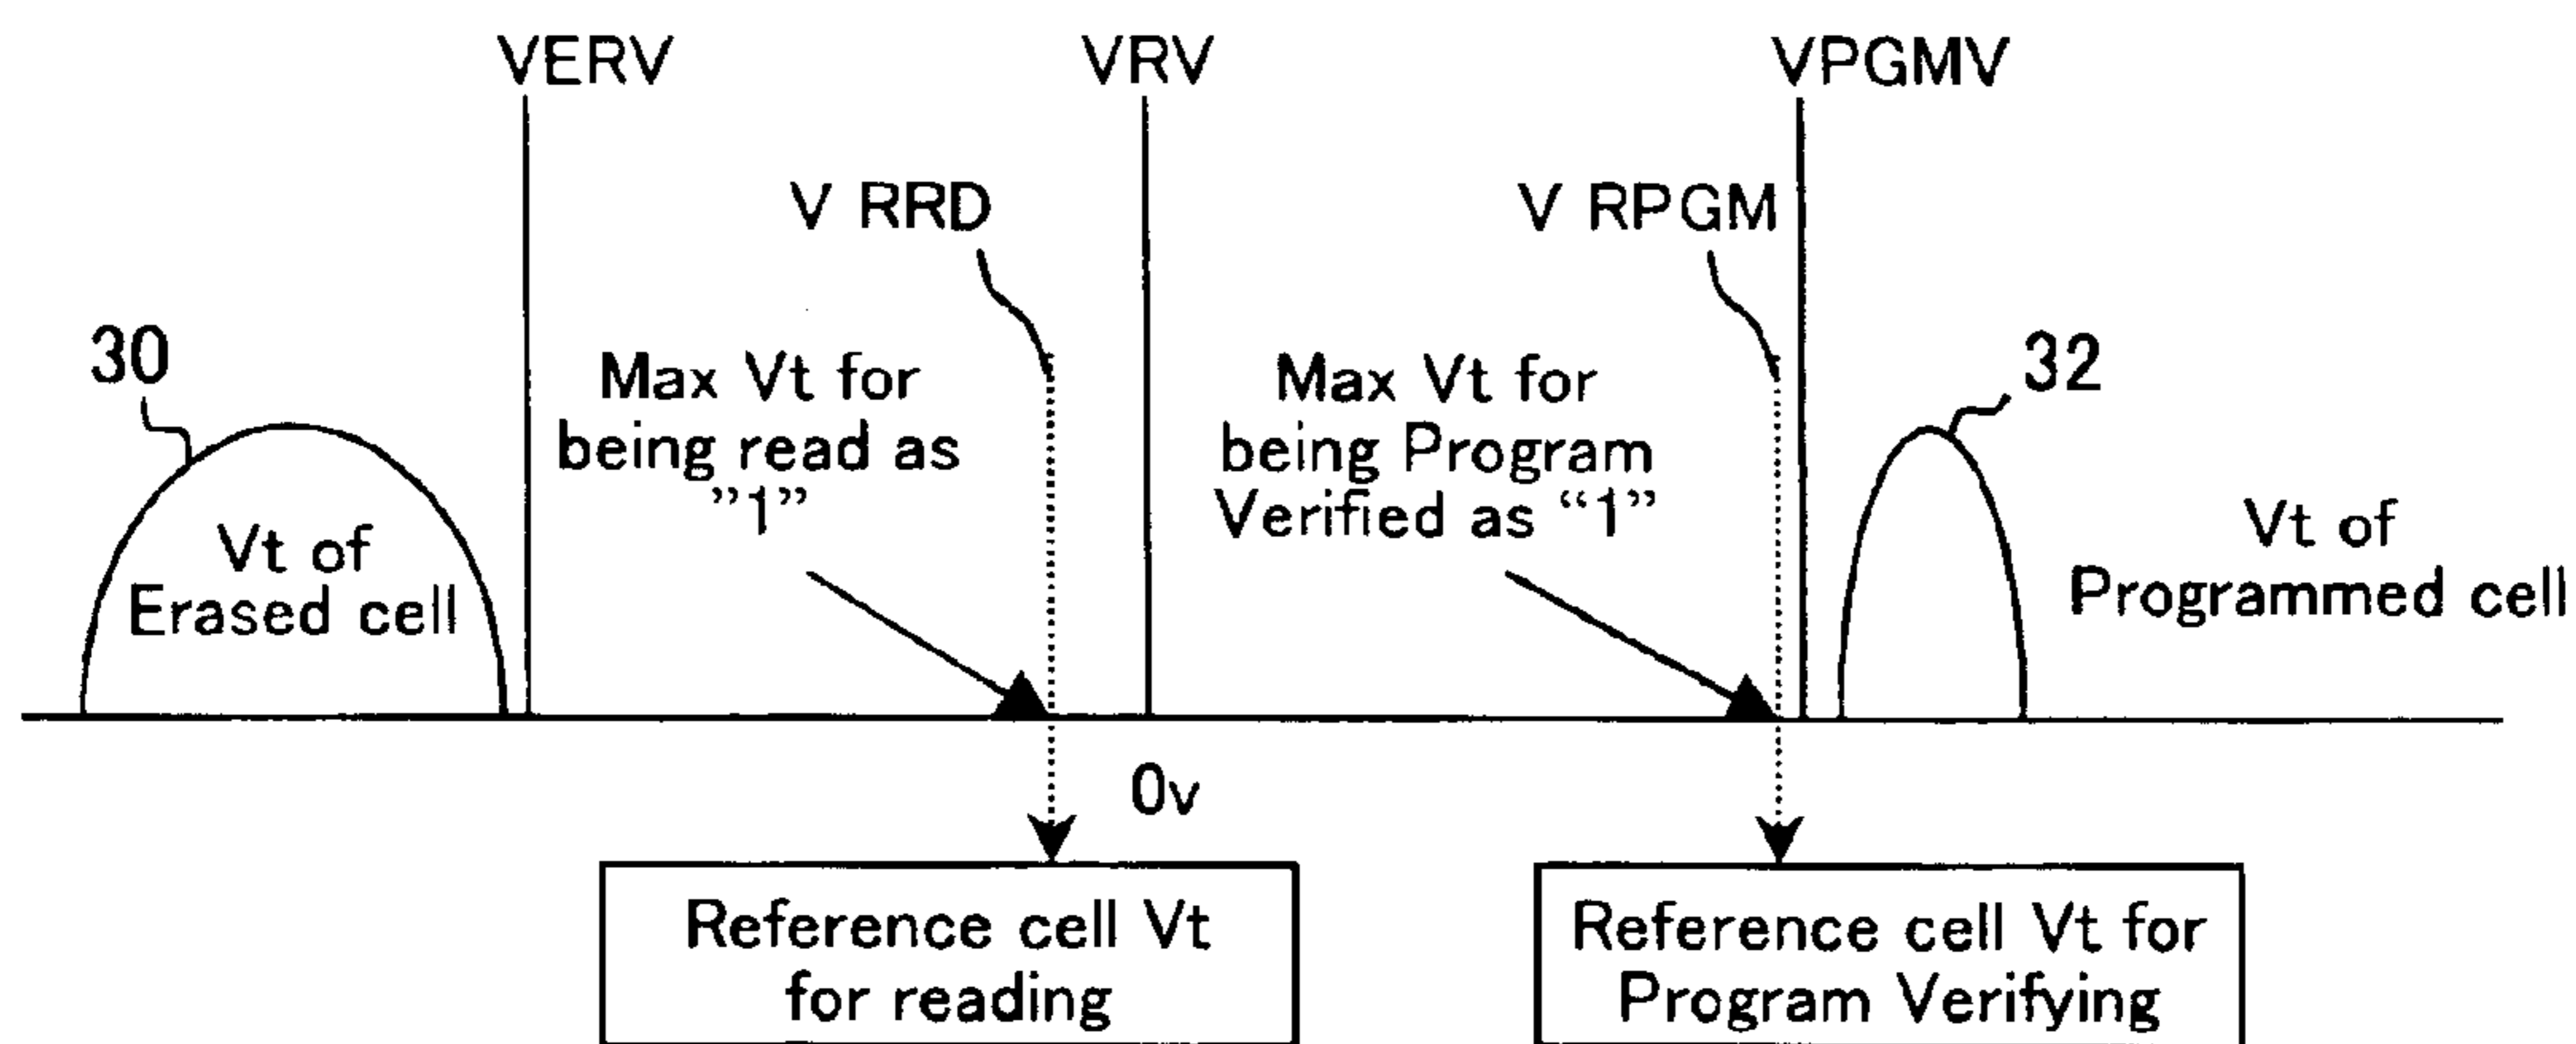 VERV
VRV
VPGMV
V RRD
V RPGM
30
Max Vt for
being read as
”1”
Max Vt for
being Program
Verified as “1”
32
Vt of
Erased cell
Vt of
Programmed cell
0v
Reference cell Vt
for reading
Reference cell Vt for
Program Verifying